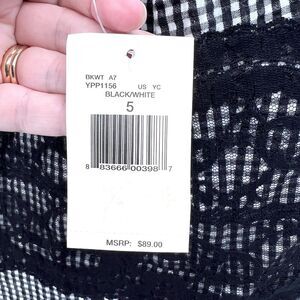 BKWT A7
YPP1156 US YC
BLACK/WHITE
5
8 83666 00398 7
MSRP: $89.00